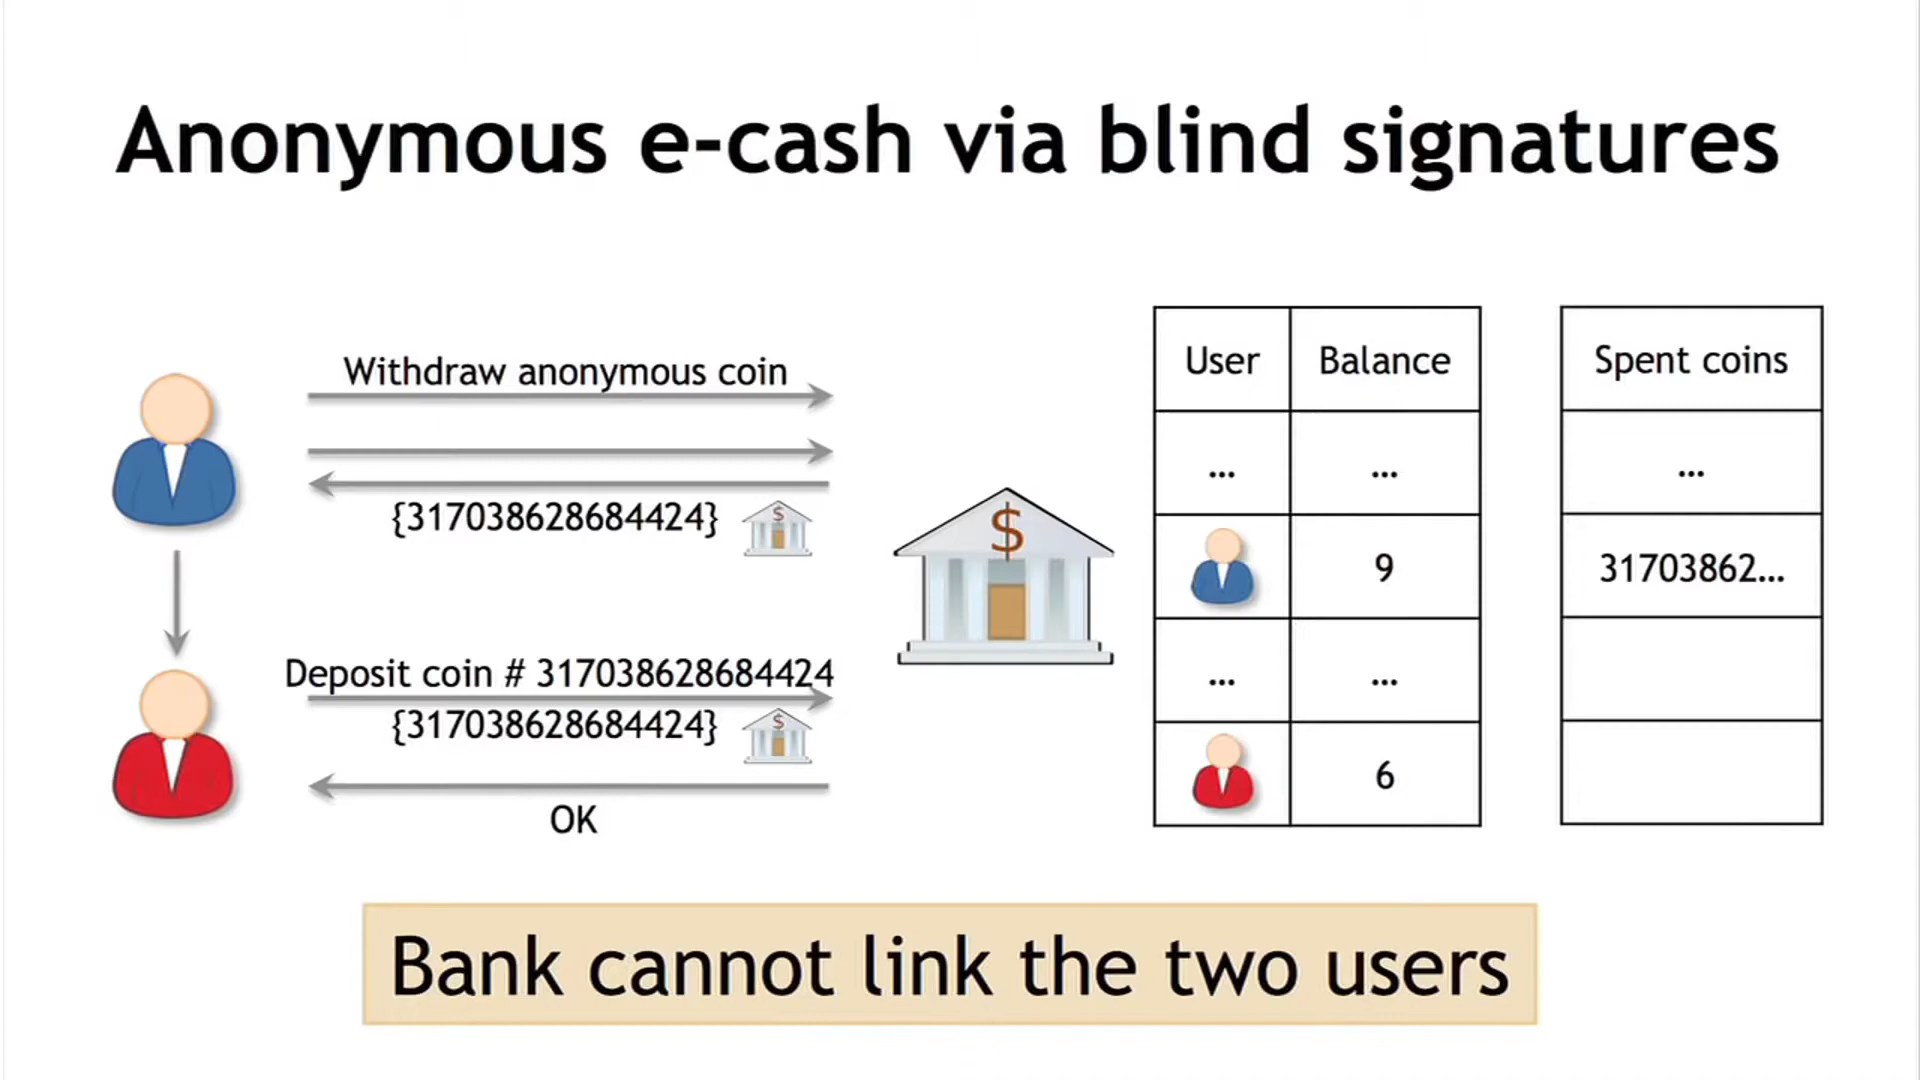 Anonymous e-cash via blind signatures
Withdraw anonymous coin
{317038628684424}
$
Deposit coin # 317038628684424
{317038628684424}
$
OK
$
User Balance
... ...
9
... ...
6
Spent coins
...
31703862...
Bank cannot link the two users